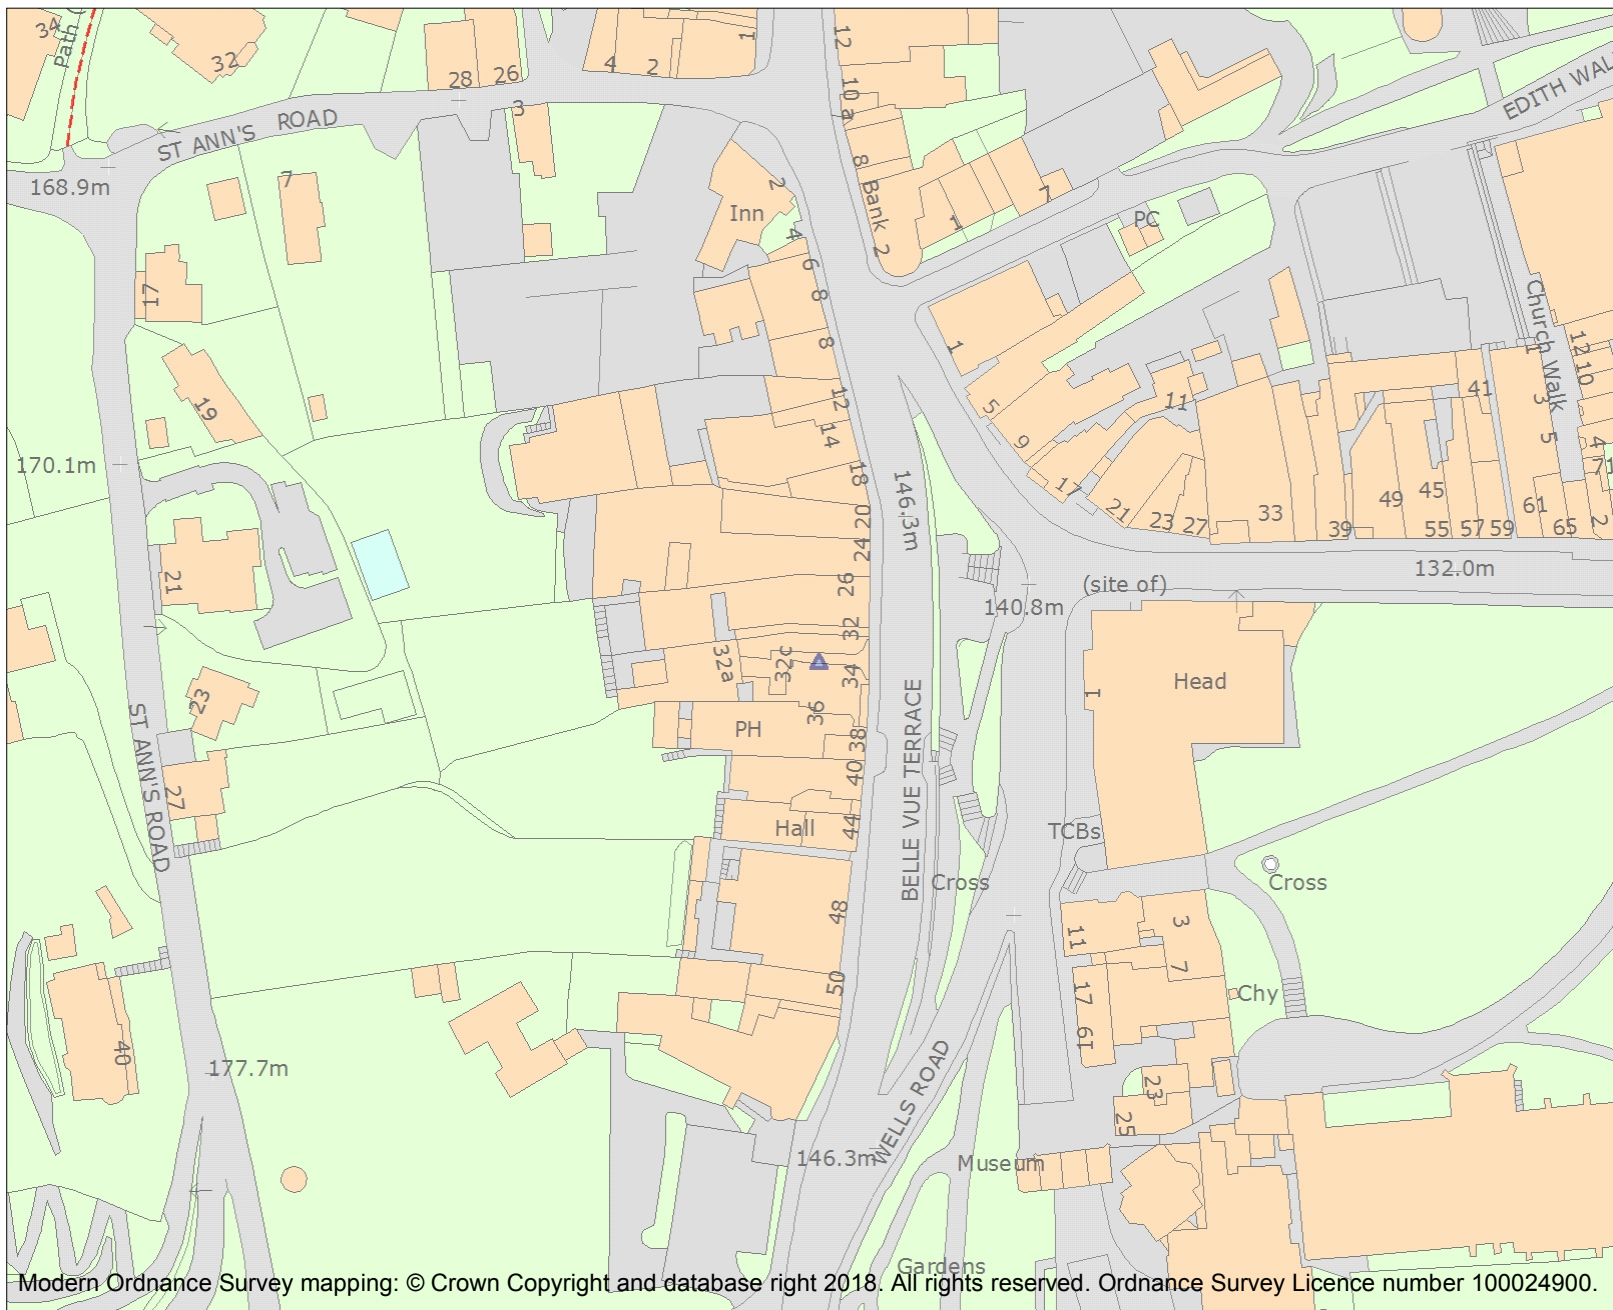 34
Path (
32
28
26
4
2
1
12
10
a
3
ST ANN'S ROAD
EDITH WAL
168.9m
7
2
Inn
4
8
Bank
2
1
7
PC
17
6
8
8
1
Church Walk
12
10
1
3
5
4
71
19
12
14
5
9
11
41
170.1m
18
146.3m
17
21
23
27
33
39
49
45
55
57
59
61
65
2
20
24
26
21
132.0m
(site of)
140.8m
32
32a
32c
34
36
23
1
Head
PH
38
40
BELLE VUE TERRACE
ST ANN'S ROAD
27
Hall
44
TCBs
Cross
Cross
48
11
3
7
50
17
19
Chy
40
177.7m
WELLS ROAD
23
25
146.3m
Museum
Gardens
Modern Ordnance Survey mapping: © Crown Copyright and database right 2018. All rights reserved. Ordnance Survey Licence number 100024900.